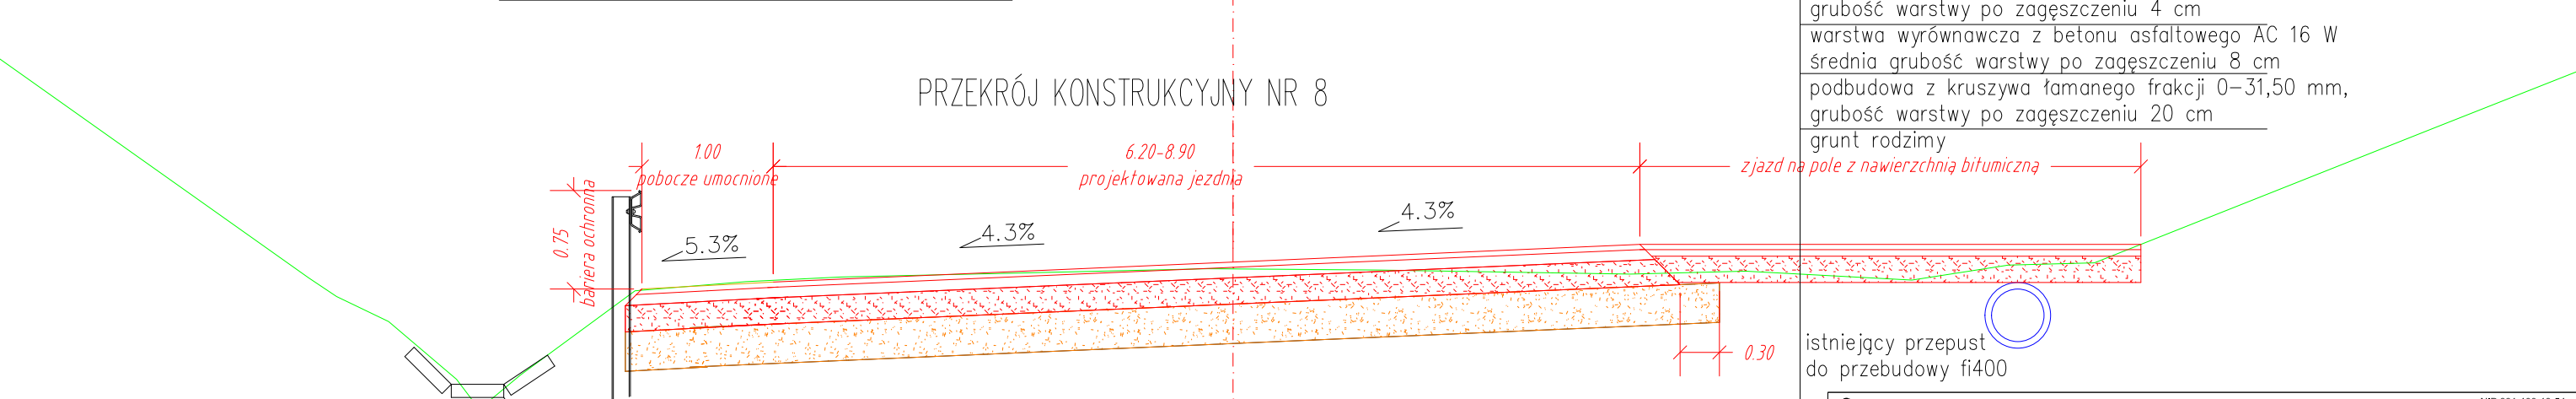 grubość warstwy po zagęszczeniu 4 cm
warstwa wyrównawcza z betonu asfaltowego AC 16 W
średnia grubość warstwy po zagęszczeniu 8 cm
podbudowa z kruszywa łamanego frakcji 0-31,50 mm,
grubość warstwy po zagęszczeniu 20 cm
grunt rodzimy
PRZEKRÓJ KONSTRUKCYJNY NR 8
1.00
pobocze umocnione
6.20-8.90
projektowana jezdnia
zjazd na pole z nawierzchnią bitumiczną
0.75
bariera ochronna
5.3%
4.3%
4.3%
0.30
istniejący przepust
do przebudowy fi400